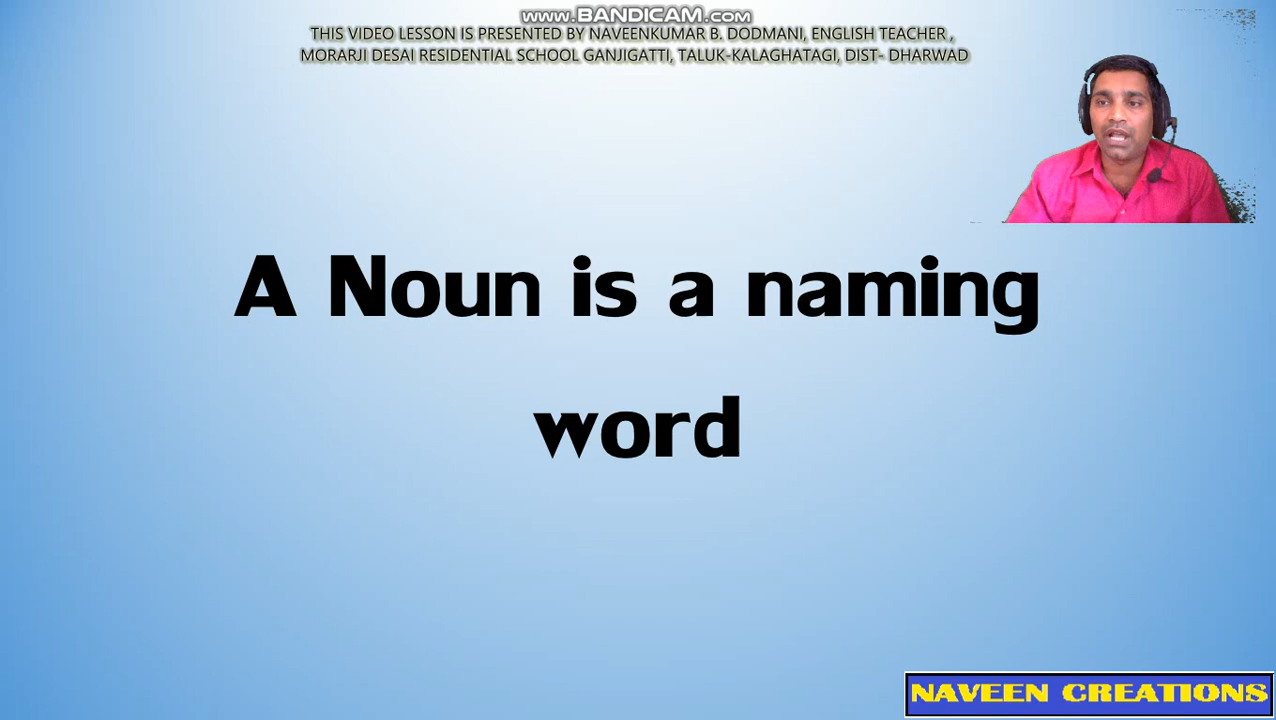 www.BANDICAM.com
THIS VIDEO LESSON IS PRESENTED BY NAVEENKUMAR B. DODMANI, ENGLISH TEACHER ,
MORARJI DESAI RESIDENTIAL SCHOOL GANJIGATTI, TALUK-KALAGHATAGI, DIST- DHARWAD
A Noun is a naming
word
NAVEEN CREATIONS